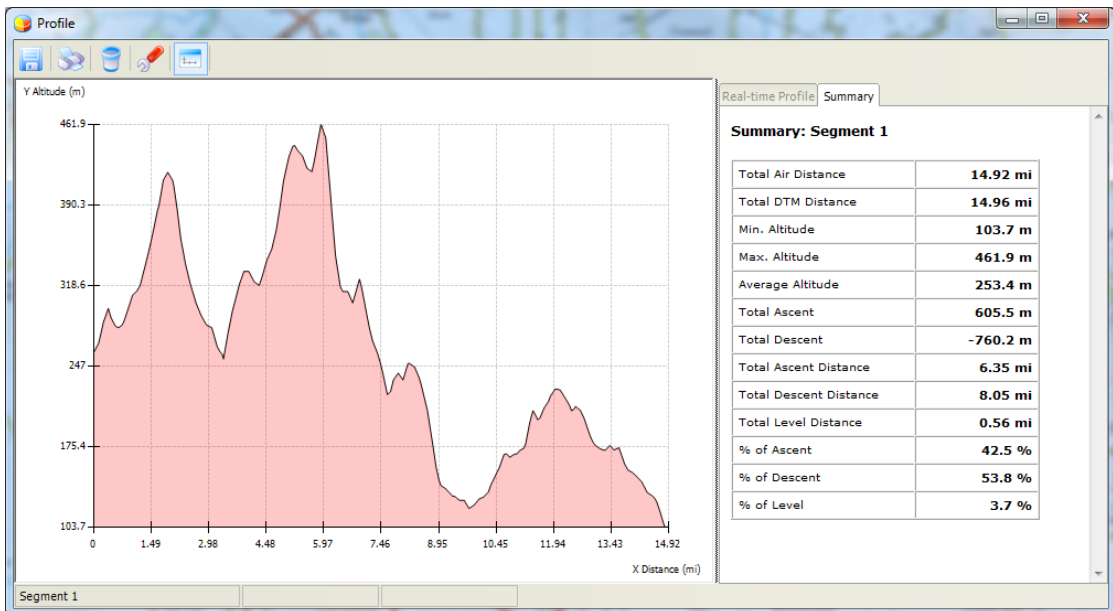 Profile
Y Altitude (m)
461.9
390.3
318.6
247
175.4
103.7
0 1.49 2.98 4.48 5.97 7.46 8.95 10.45 11.94 13.43 14.92
X Distance (mi)
Real-time Profile Summary
Summary: Segment 1
Total Air Distance 14.92 mi
Total DTM Distance 14.96 mi
Min. Altitude 103.7 m
Max. Altitude 461.9 m
Average Altitude 253.4 m
Total Ascent 605.5 m
Total Descent -760.2 m
Total Ascent Distance 6.35 mi
Total Descent Distance 8.05 mi
Total Level Distance 0.56 mi
% of Ascent 42.5 %
% of Descent 53.8 %
% of Level 3.7 %
Segment 1